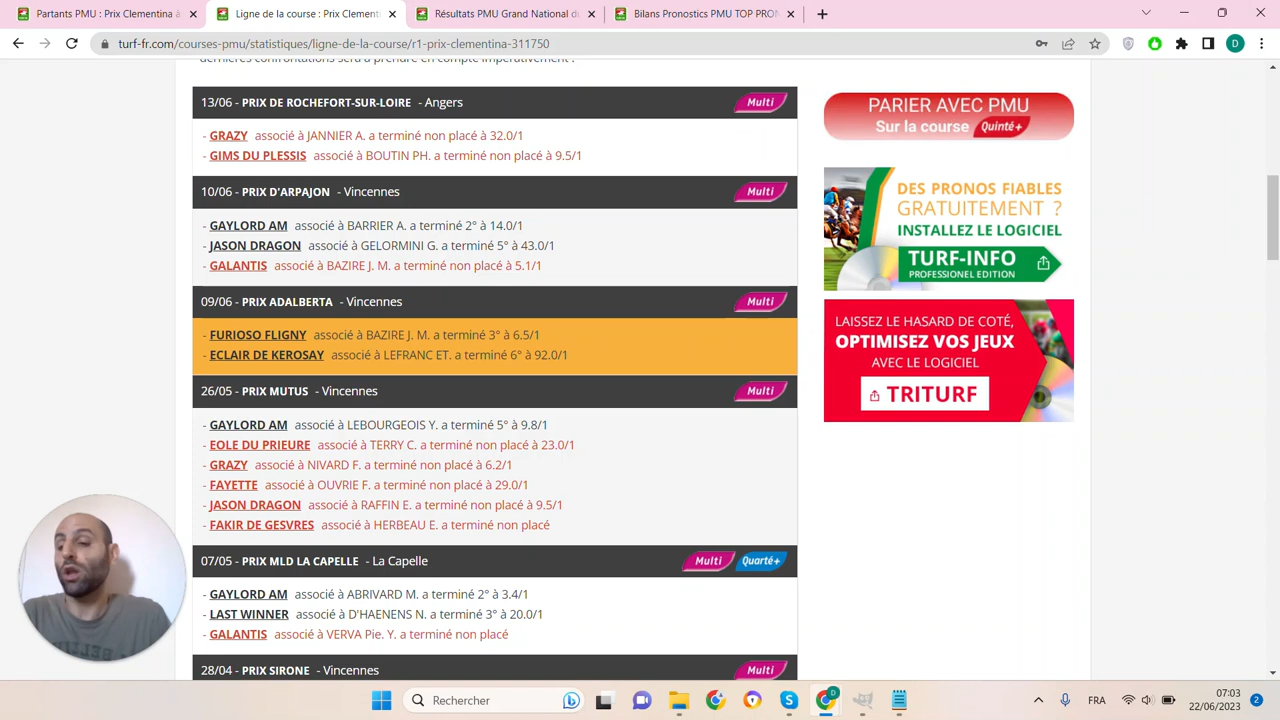 Partants PMU : Prix Clementina à
Ligne de la course : Prix Clementi
Résultats PMU Grand National du
Bilans Pronostics PMU TOP PRON
turf-fr.com/courses-pmu/statistiques/ligne-de-la-course/r1-prix-clementina-311750
D
dernières confrontations sera à prendre en compte impérativement !
13/06 - PRIX DE ROCHEFORT-SUR-LOIRE - Angers Multi
- GRAZY associé à JANNIER A. a terminé non placé à 32.0/1
- GIMS DU PLESSIS associé à BOUTIN PH. a terminé non placé à 9.5/1
10/06 - PRIX D'ARPAJON - Vincennes Multi
- GAYLORD AM associé à BARRIER A. a terminé 2° à 14.0/1
- JASON DRAGON associé à GELORMINI G. a terminé 5° à 43.0/1
- GALANTIS associé à BAZIRE J. M. a terminé non placé à 5.1/1
09/06 - PRIX ADALBERTA - Vincennes Multi
- FURIOSO FLIGNY associé à BAZIRE J. M. a terminé 3° à 6.5/1
- ECLAIR DE KEROSAY associé à LEFRANC ET. a terminé 6° à 92.0/1
26/05 - PRIX MUTUS - Vincennes Multi
- GAYLORD AM associé à LEBOURGEOIS Y. a terminé 5° à 9.8/1
- EOLE DU PRIEURE associé à TERRY C. a terminé non placé à 23.0/1
- GRAZY associé à NIVARD F. a terminé non placé à 6.2/1
- FAYETTE associé à OUVRIE F. a terminé non placé à 29.0/1
- JASON DRAGON associé à RAFFIN E. a terminé non placé à 9.5/1
- FAKIR DE GESVRES associé à HERBEAU E. a terminé non placé
07/05 - PRIX MLD LA CAPELLE - La Capelle Multi Quarté+
- GAYLORD AM associé à ABRIVARD M. a terminé 2° à 3.4/1
- LAST WINNER associé à D'HAENENS N. a terminé 3° à 20.0/1
- GALANTIS associé à VERVA Pie. Y. a terminé non placé
28/04 - PRIX SIRONE - Vincennes Multi
PARIER AVEC PMU
Sur la course Quinté+
DES PRONOS FIABLES
GRATUITEMENT ?
INSTALLEZ LE LOGICIEL
TURF-INFO
PROFESSIONEL EDITION
LAISSEZ LE HASARD DE COTÉ,
OPTIMISEZ VOS JEUX
AVEC LE LOGICIEL
TRITURF
Rechercher
FRA
07:03
22/06/2023
2